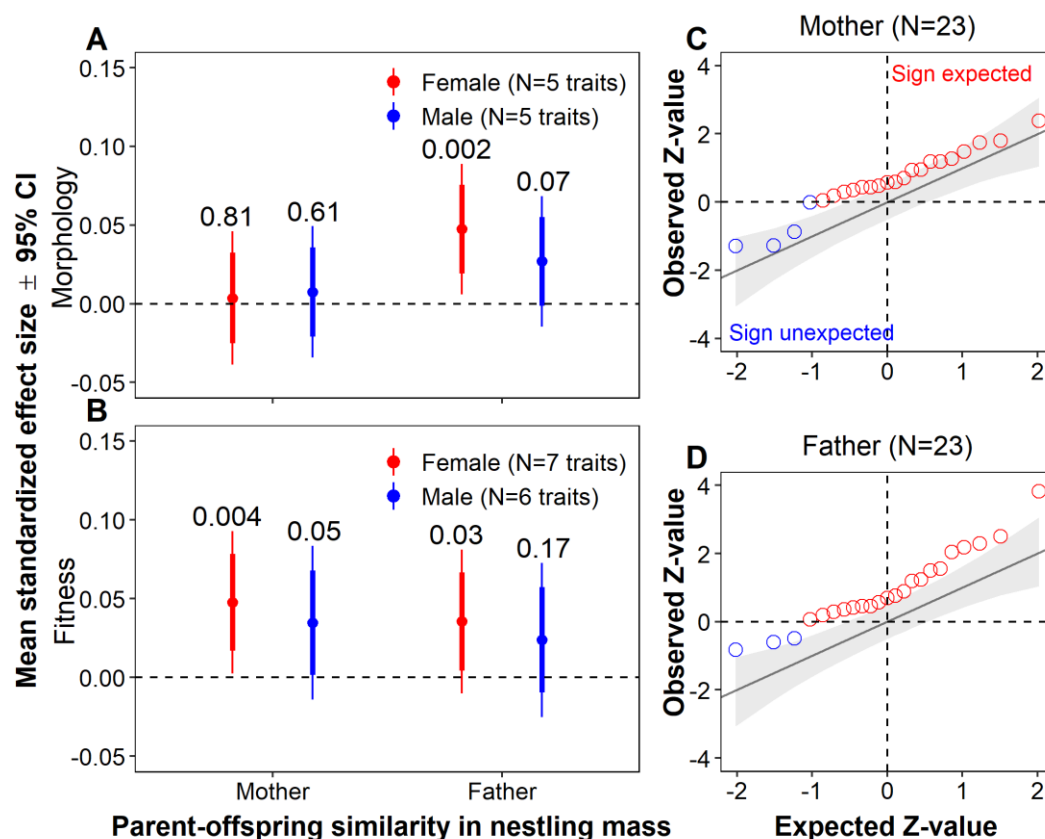 A
Mean standardized effect size ± 95% CI
Morphology
0.15
0.10
0.05
0.00
-0.05
Female (N=5 traits)
Male (N=5 traits)
0.81
0.61
0.002
0.07
B
Fitness
0.15
0.10
0.05
0.00
-0.05
Female (N=7 traits)
Male (N=6 traits)
0.004
0.05
0.03
0.17
Mother
Father
Parent-offspring similarity in nestling mass
C
Mother (N=23)
Observed Z-value
4
2
0
-2
-4
Sign expected
Sign unexpected
-2
-1
0
1
2
D
Father (N=23)
Observed Z-value
4
2
0
-2
-4
-2
-1
0
1
2
Expected Z-value